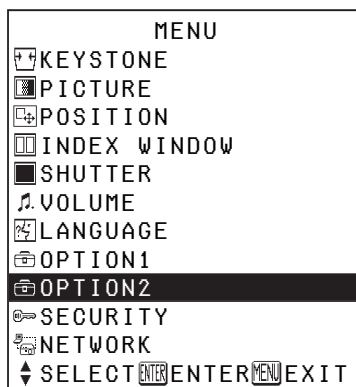 MENU
KEYSTONE
PICTURE
POSITION
INDEX WINDOW
SHUTTER
VOLUME
LANGUAGE
OPTION1
OPTION2
SECURITY
NETWORK
SELECT ENTER ENTER MENU EXIT